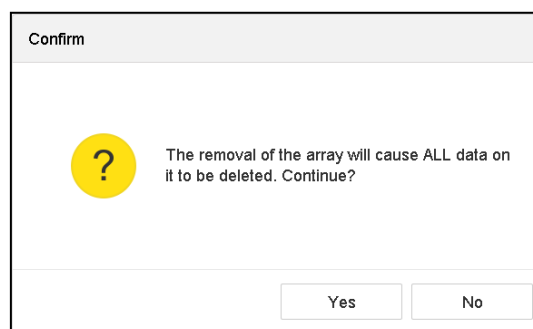 Confirm
?
The removal of the array will cause ALL data on
it to be deleted. Continue?
Yes
No